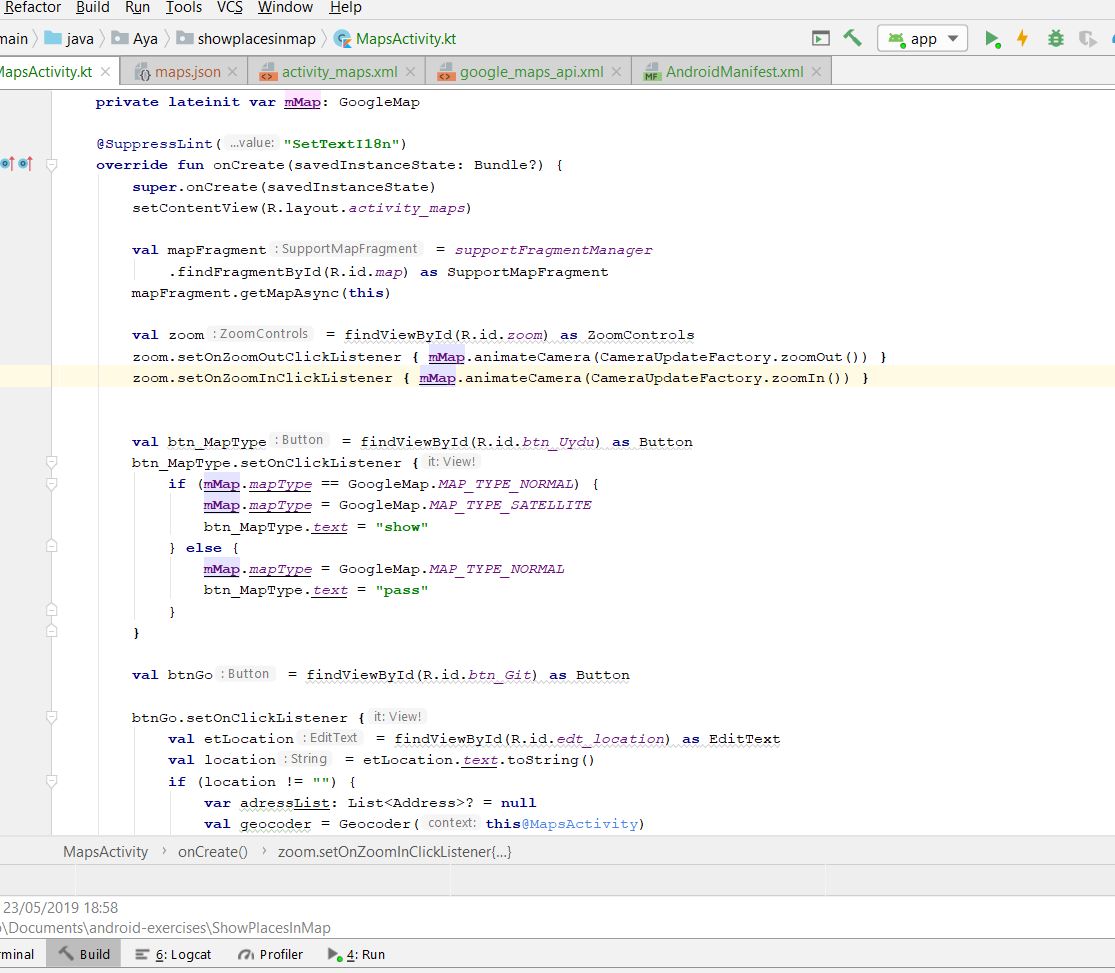 Refactor Build Run Tools VCS Window Help
main java Aya showplacesinmap MapsActivity.kt app
MapsActivity.kt maps.json activity_maps.xml google_maps_api.xml AndroidManifest.xml
private lateinit var mMap: GoogleMap
@SuppressLint( ...value: "SetTextI18n")
override fun onCreate(savedInstanceState: Bundle?) {
super.onCreate(savedInstanceState)
setContentView(R.layout.activity_maps)
val mapFragment : SupportMapFragment = supportFragmentManager
.findFragmentById(R.id.map) as SupportMapFragment
mapFragment.getMapAsync(this)
val zoom : ZoomControls = findViewById(R.id.zoom) as ZoomControls
zoom.setOnZoomOutClickListener { mMap.animateCamera(CameraUpdateFactory.zoomOut()) }
zoom.setOnZoomInClickListener { mMap.animateCamera(CameraUpdateFactory.zoomIn()) }
val btn_MapType : Button = findViewById(R.id.btn_Uydu) as Button
btn_MapType.setOnClickListener { it: View!
if (mMap.mapType == GoogleMap.MAP_TYPE_NORMAL) {
mMap.mapType = GoogleMap.MAP_TYPE_SATELLITE
btn_MapType.text = "show"
} else {
mMap.mapType = GoogleMap.MAP_TYPE_NORMAL
btn_MapType.text = "pass"
}
}
val btnGo : Button = findViewById(R.id.btn_Git) as Button
btnGo.setOnClickListener { it: View!
val etLocation : EditText = findViewById(R.id.edt_location) as EditText
val location : String = etLocation.text.toString()
if (location != "") {
var adressList: List<Address>? = null
val geocoder = Geocoder( context: this@MapsActivity)
MapsActivity onCreate() zoom.setOnZoomInClickListener{...}
23/05/2019 18:58
\Documents\android-exercises\ShowPlacesInMap
rminal Build 6: Logcat Profiler 4: Run